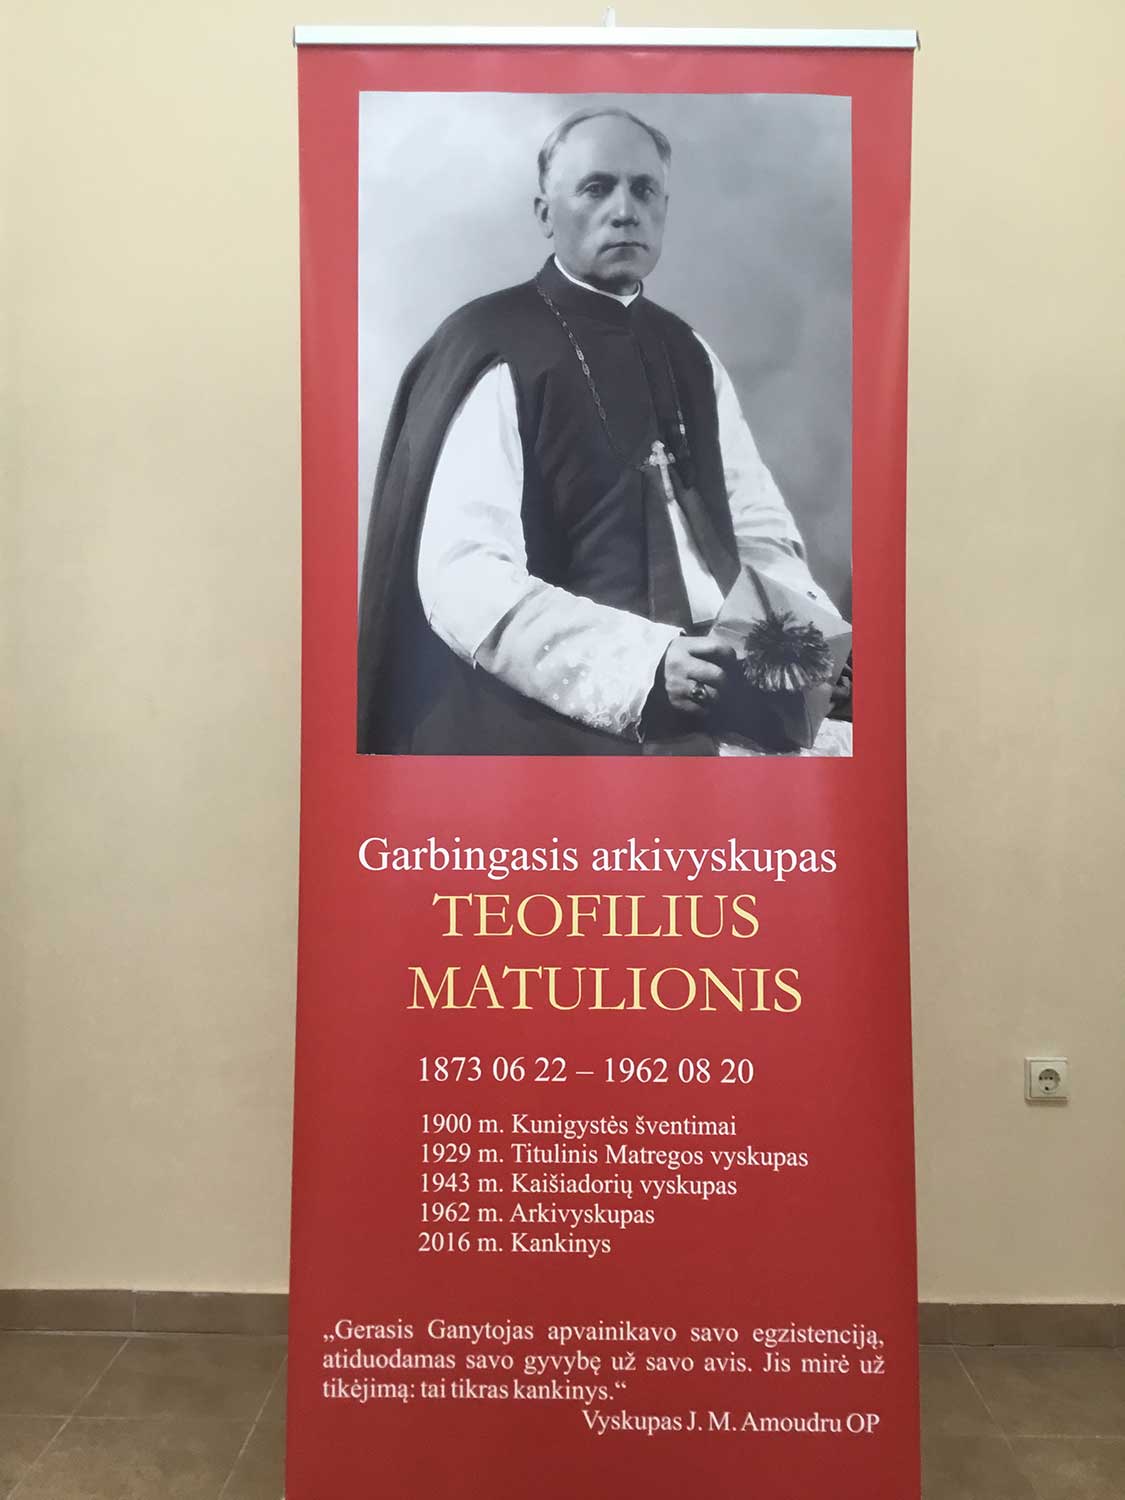 Garbingasis arkivyskupas
TEOFILIUS
MATULIONIS
1873 06 22 – 1962 08 20
1900 m. Kunigystės šventimai
1929 m. Titulinis Matregos vyskupas
1943 m. Kaišiadorių vyskupas
1962 m. Arkivyskupas
2016 m. Kankinys
„Gerasis Ganytojas apvainikavo savo egzistenciją,
atiduodamas savo gyvybę už savo avis. Jis mirė už
tikėjimą: tai tikras kankinys.“
Vyskupas J. M. Amoudru OP